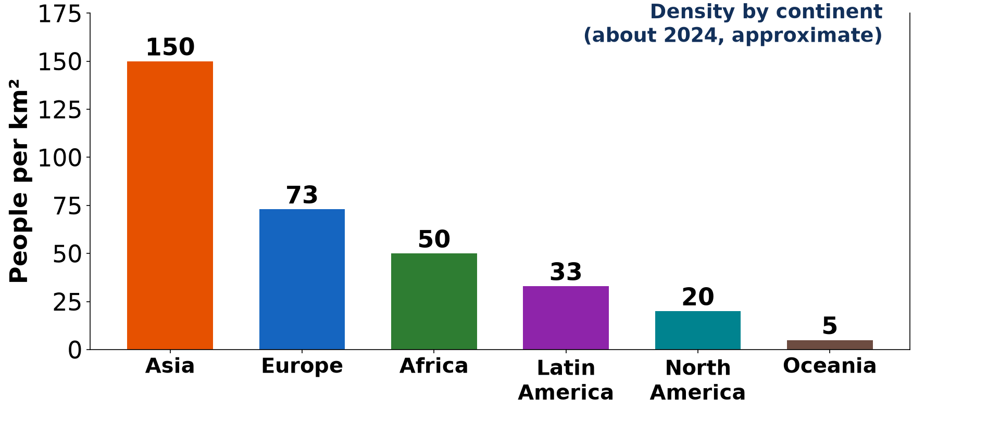 Density by continent
(about 2024, approximate)
People per km²
175
150
125
100
75
50
25
0
150
73
50
33
20
5
Asia
Europe
Africa
Latin
America
North
America
Oceania